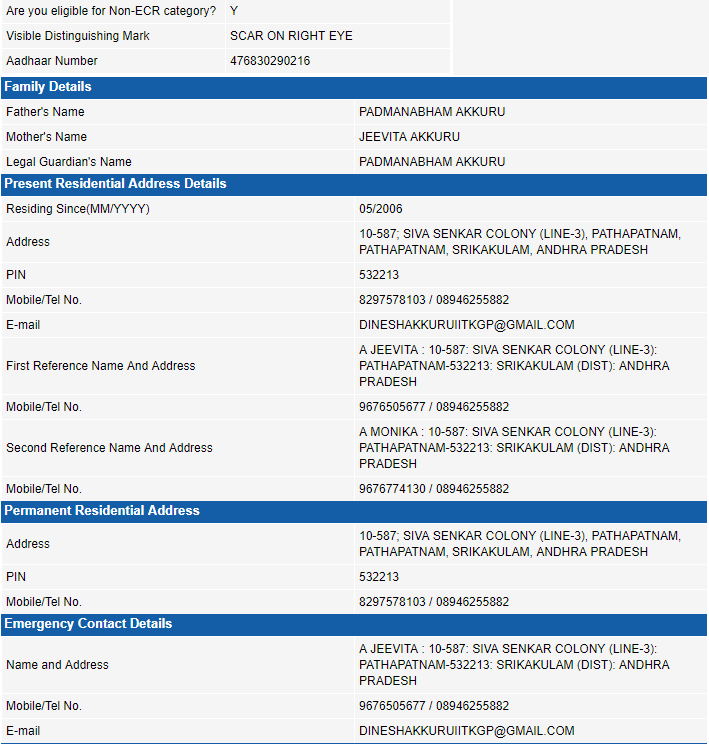 Are you eligible for Non-ECR category? Y
Visible Distinguishing Mark SCAR ON RIGHT EYE
Aadhaar Number 476830290216
Family Details
Father's Name PADMANABHAM AKKURU
Mother's Name JEEVITA AKKURU
Legal Guardian's Name PADMANABHAM AKKURU
Present Residential Address Details
Residing Since(MM/YYYY) 05/2006
Address 10-587; SIVA SENKAR COLONY (LINE-3), PATHAPATNAM,
PATHAPATNAM, SRIKAKULAM, ANDHRA PRADESH
PIN 532213
Mobile/Tel No. 8297578103 / 08946255882
E-mail DINESHAKKURUIITKGP@GMAIL.COM
First Reference Name And Address A JEEVITA : 10-587: SIVA SENKAR COLONY (LINE-3):
PATHAPATNAM-532213: SRIKAKULAM (DIST): ANDHRA
PRADESH
Mobile/Tel No. 9676505677 / 08946255882
Second Reference Name And Address A MONIKA : 10-587: SIVA SENKAR COLONY (LINE-3):
PATHAPATNAM-532213: SRIKAKULAM (DIST): ANDHRA
PRADESH
Mobile/Tel No. 9676774130 / 08946255882
Permanent Residential Address
Address 10-587; SIVA SENKAR COLONY (LINE-3), PATHAPATNAM,
PATHAPATNAM, SRIKAKULAM, ANDHRA PRADESH
PIN 532213
Mobile/Tel No. 8297578103 / 08946255882
Emergency Contact Details
Name and Address A JEEVITA : 10-587: SIVA SENKAR COLONY (LINE-3):
PATHAPATNAM-532213: SRIKAKULAM (DIST): ANDHRA
PRADESH
Mobile/Tel No. 9676505677 / 08946255882
E-mail DINESHAKKURUIITKGP@GMAIL.COM